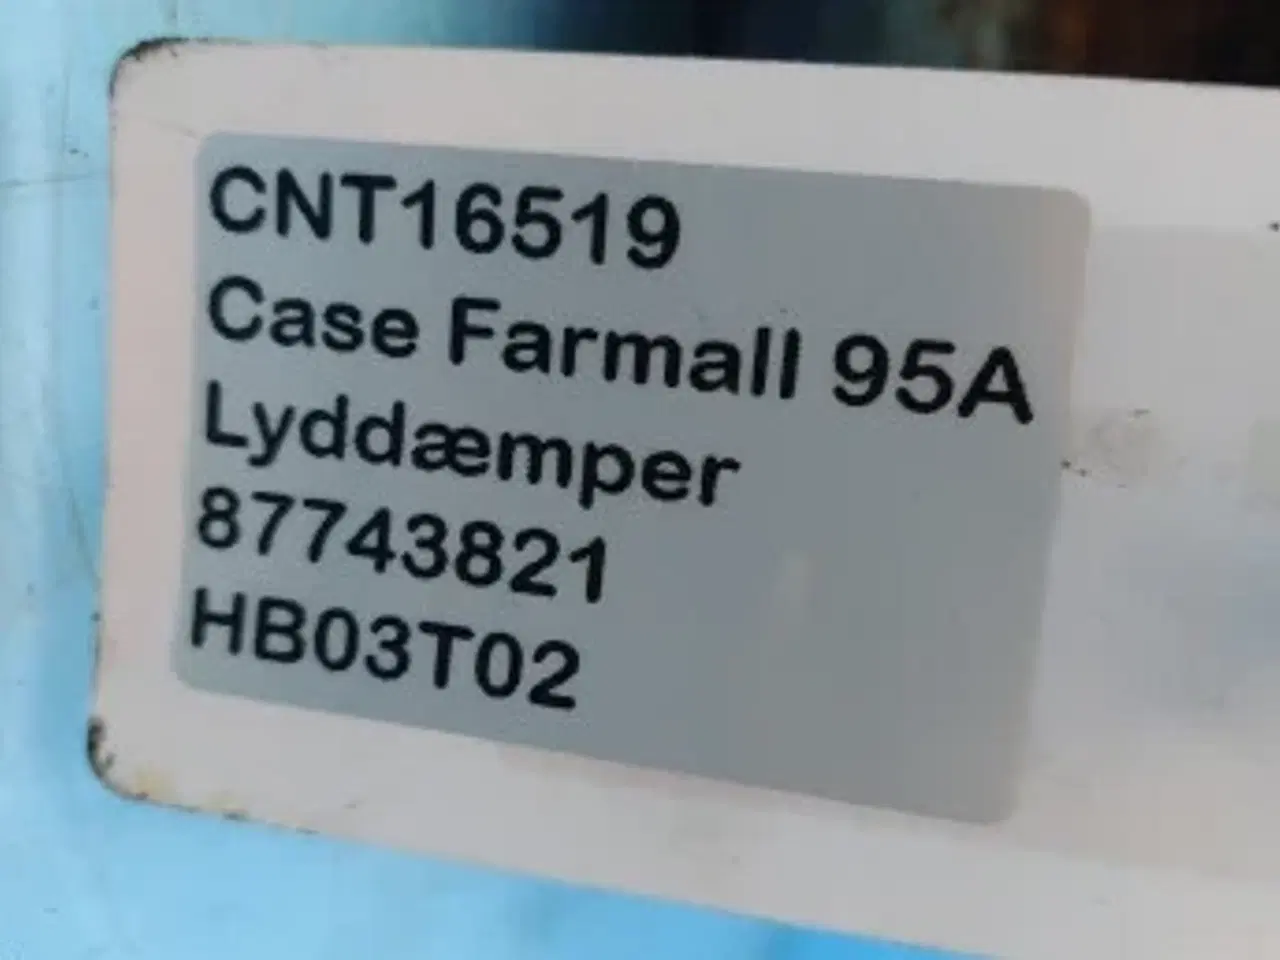 CNT16519
Case Farmall 95A
Lyddæmper
87743821
HB03T02